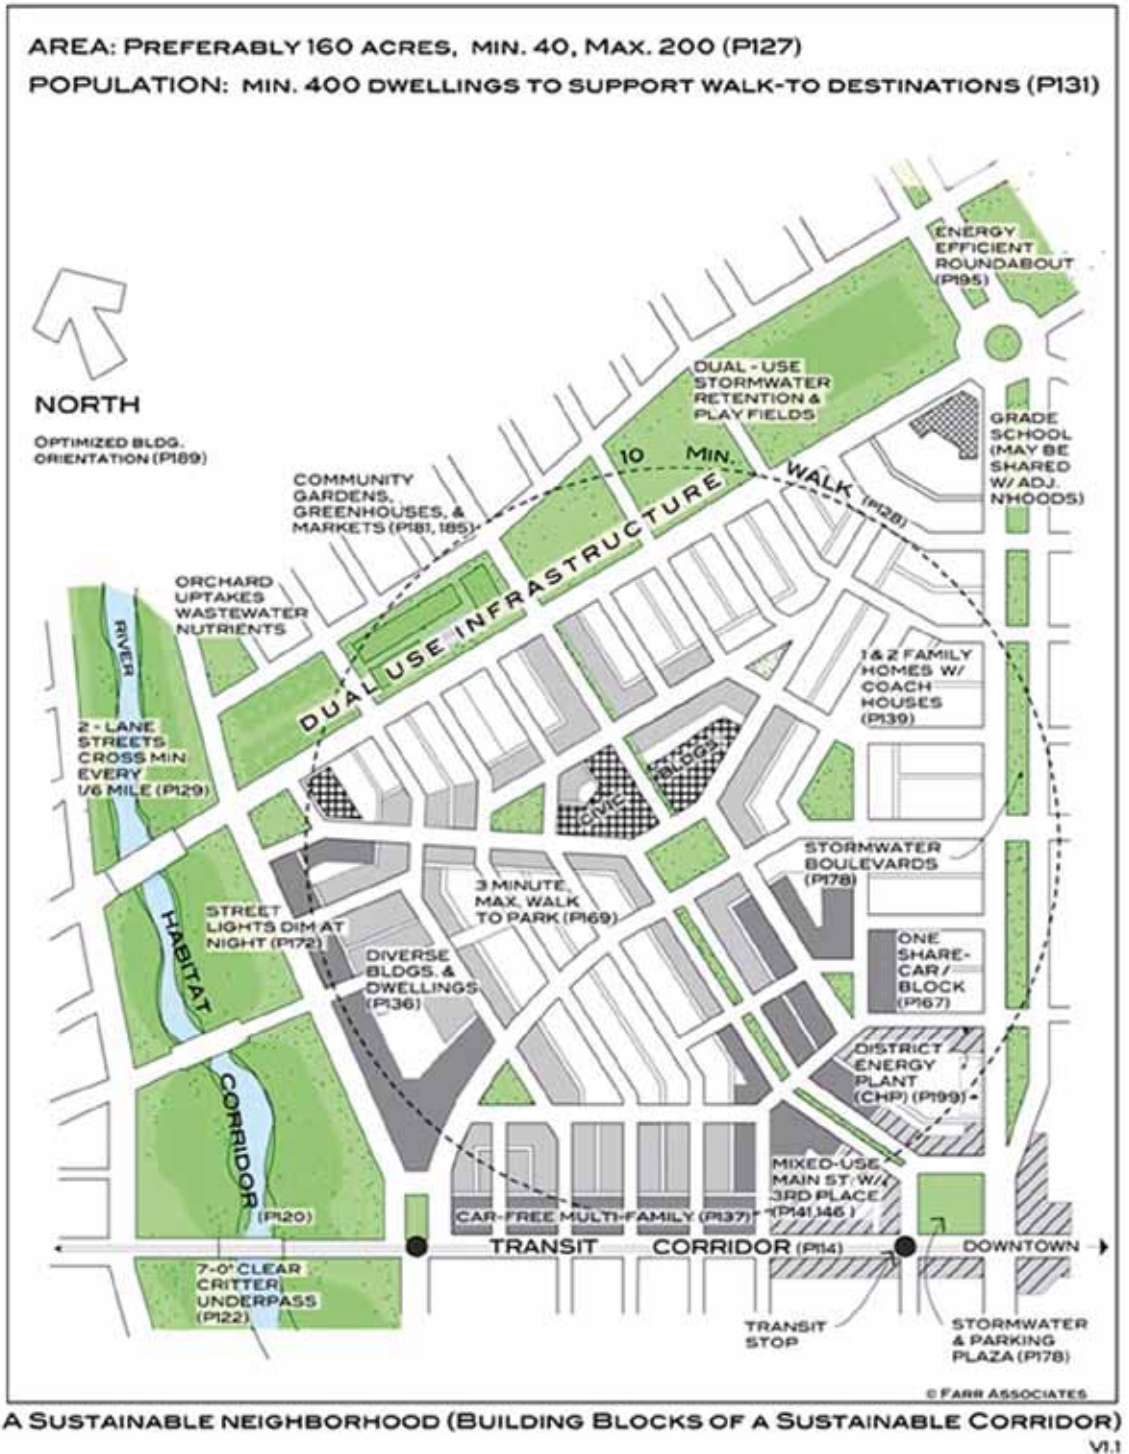 AREA: PREFERABLY 160 ACRES, MIN. 40, MAX. 200 (P127)
POPULATION: MIN. 400 DWELLINGS TO SUPPORT WALK-TO DESTINATIONS (P131)
ENERGY
EFFICIENT
ROUNDABOUT
(P195)
NORTH
OPTIMIZED BLDG.
ORIENTATION (P189)
DUAL-USE
STORMWATER
RETENTION &
PLAY FIELDS
GRADE
SCHOOL
(MAY BE
SHARED
W/ ADJ.
N'HOODS)
10 MIN. WALK (P128)
COMMUNITY
GARDENS,
GREENHOUSES, &
MARKETS (P181, 185)
DUAL USE INFRASTRUCTURE
ORCHARD
UPTAKES
WASTEWATER
NUTRIENTS
RIVER
1 & 2 FAMILY
HOMES W/
COACH
HOUSES
(P139)
2-LANE
STREETS
CROSS MIN
EVERY
1/6 MILE (P129)
CIVIC BLDGS
STORMWATER
BOULEVARDS
(P178)
3 MINUTE,
MAX, WALK
TO PARK (P169)
STREET
LIGHTS DIM AT
NIGHT (P172)
HABITAT
DIVERSE
BLDGS. &
DWELLINGS
(P136)
ONE
SHARE-
CAR /
BLOCK
(P167)
DISTRICT
ENERGY
PLANT
(CHP) (P199)
CORRIDOR
(P120)
MIXED-USE
MAIN ST. W/
3RD PLACE
(P141,146)
CAR-FREE MULTI-FAMILY (P137)
TRANSIT CORRIDOR (P114)
DOWNTOWN
7-0" CLEAR
CRITTER
UNDERPASS
(P122)
TRANSIT
STOP
STORMWATER
& PARKING
PLAZA (P178)
© FARR ASSOCIATES
A SUSTAINABLE NEIGHBORHOOD (BUILDING BLOCKS OF A SUSTAINABLE CORRIDOR)
V1.1